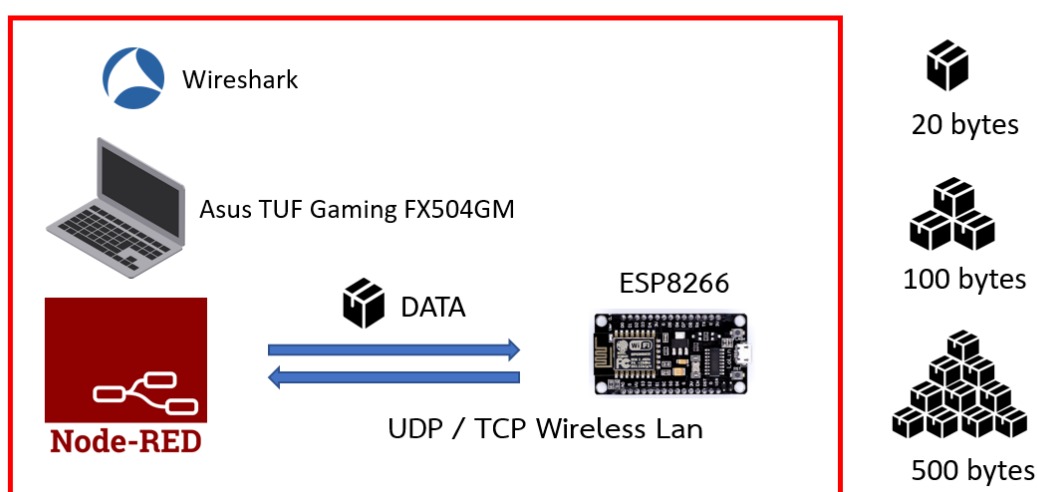 Wireshark
20 bytes
Asus TUF Gaming FX504GM
100 bytes
ESP8266
DATA
WiFi
Node-RED
UDP / TCP Wireless Lan
500 bytes